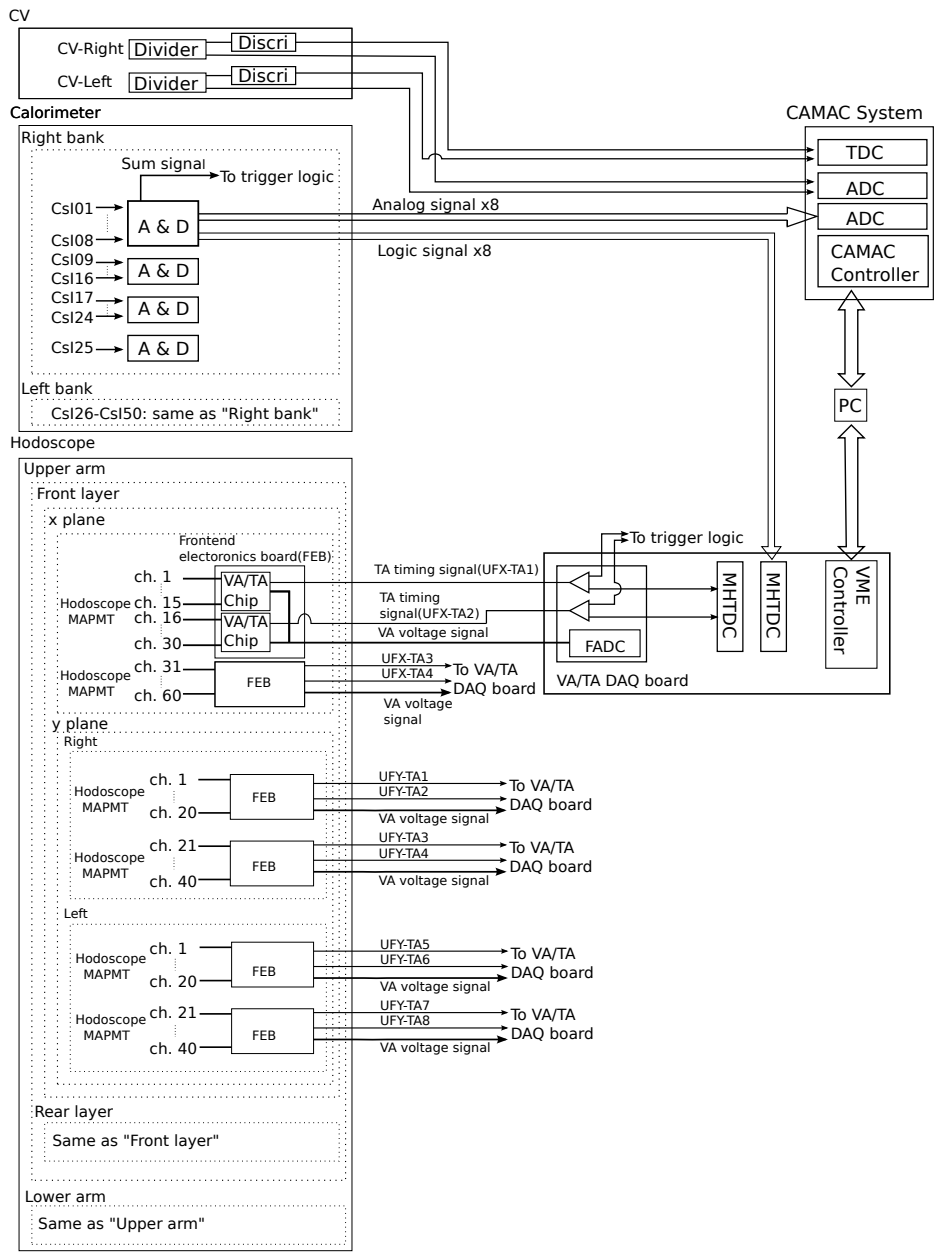 CV
CV-Right
Divider
Discri
CV-Left
Divider
Discri
Calorimeter
Right bank
Sum signal
To trigger logic
CsI01
CsI08
A & D
Analog signal x8
Logic signal x8
CsI09
CsI16
A & D
CsI17
CsI24
A & D
CsI25
A & D
Left bank
CsI26-CsI50: same as "Right bank"
CAMAC System
TDC
ADC
ADC
CAMAC
Controller
PC
Hodoscope
Upper arm
Front layer
x plane
Frontend
electoronics board(FEB)
Hodoscope
MAPMT
ch. 1
ch. 15
ch. 16
ch. 30
VA/TA
Chip
VA/TA
Chip
TA timing signal(UFX-TA1)
TA timing
signal(UFX-TA2)
VA voltage signal
To trigger logic
FADC
MHTDC
MHTDC
VME
Controller
VA/TA DAQ board
Hodoscope
MAPMT
ch. 31
ch. 60
FEB
UFX-TA3
UFX-TA4
VA voltage
signal
To VA/TA
DAQ board
y plane
Right
Hodoscope
MAPMT
ch. 1
ch. 20
FEB
UFY-TA1
UFY-TA2
VA voltage signal
To VA/TA
DAQ board
Hodoscope
MAPMT
ch. 21
ch. 40
FEB
UFY-TA3
UFY-TA4
VA voltage signal
To VA/TA
DAQ board
Left
Hodoscope
MAPMT
ch. 1
ch. 20
FEB
UFY-TA5
UFY-TA6
VA voltage signal
To VA/TA
DAQ board
Hodoscope
MAPMT
ch. 21
ch. 40
FEB
UFY-TA7
UFY-TA8
VA voltage signal
To VA/TA
DAQ board
Rear layer
Same as "Front layer"
Lower arm
Same as "Upper arm"